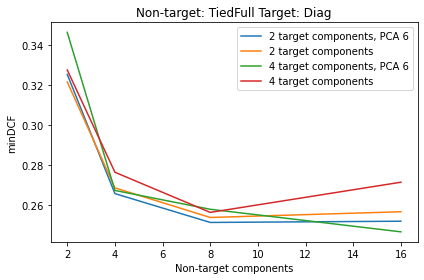 Non-target: TiedFull Target: Diag
2 target components, PCA 6
2 target components
4 target components, PCA 6
4 target components
minDCF
0.34
0.32
0.30
0.28
0.26
2 4 6 8 10 12 14 16
Non-target components